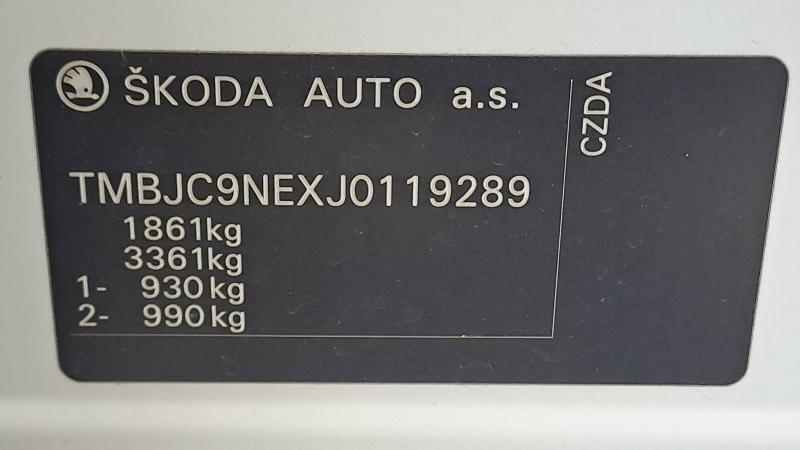 ŠKODA AUTO a.s.
CZDA
TMBJC9NEXJ0119289
1861kg
3361kg
1- 930kg
2- 990kg